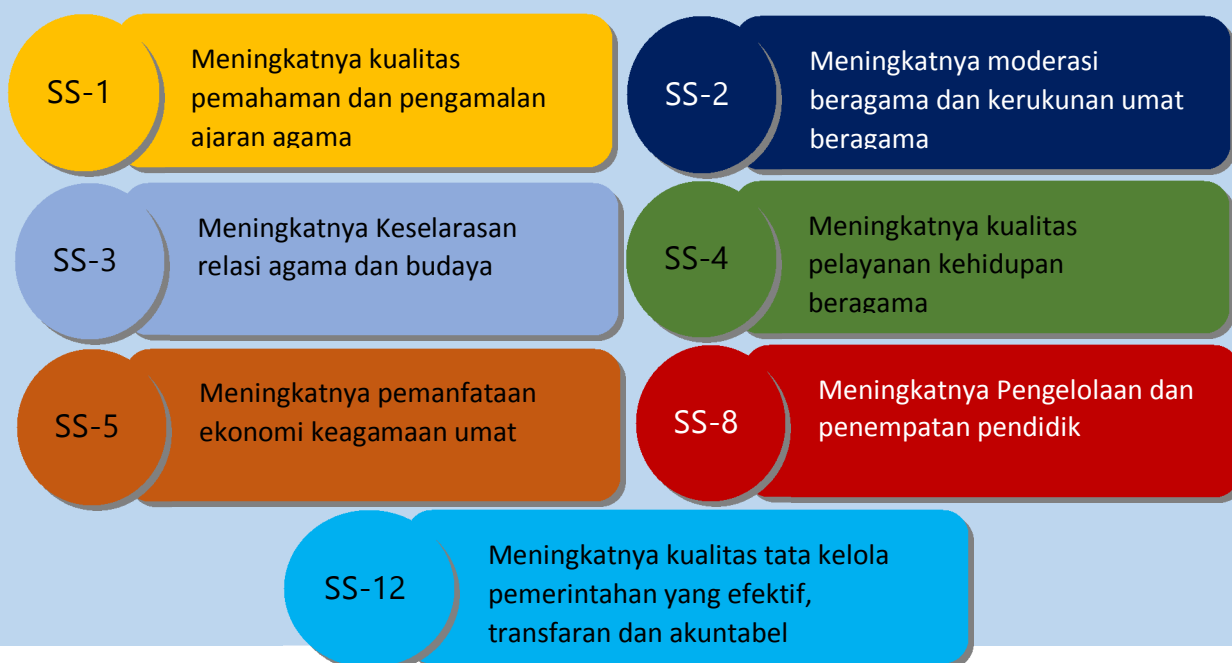 SS-1
Meningkatnya kualitas
pemahaman dan pengamalan
ajaran agama
SS-2
Meningkatnya moderasi
beragama dan kerukunan umat
beragama
SS-3
Meningkatnya Keselarasan
relasi agama dan budaya
SS-4
Meningkatnya kualitas
pelayanan kehidupan
beragama
SS-5
Meningkatnya pemanfataan
ekonomi keagamaan umat
SS-8
Meningkatnya Pengelolaan dan
penempatan pendidik
SS-12
Meningkatnya kualitas tata kelola
pemerintahan yang efektif,
transfaran dan akuntabel